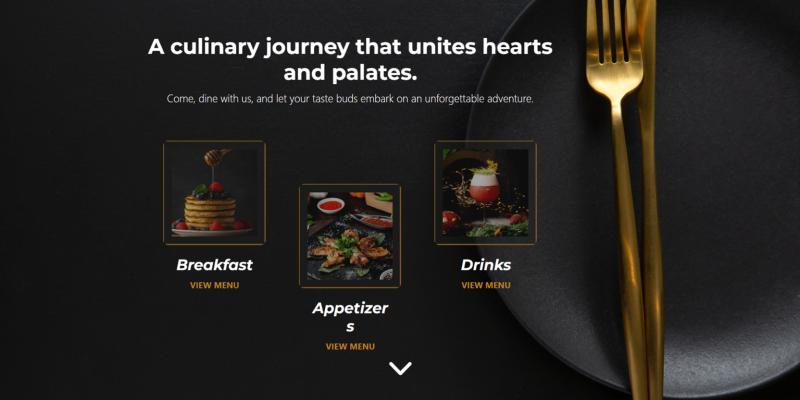 A culinary journey that unites hearts
and palates.
Come, dine with us, and let your taste buds embark on an unforgettable adventure.
Breakfast
VIEW MENU
Appetizer
s
VIEW MENU
Drinks
VIEW MENU